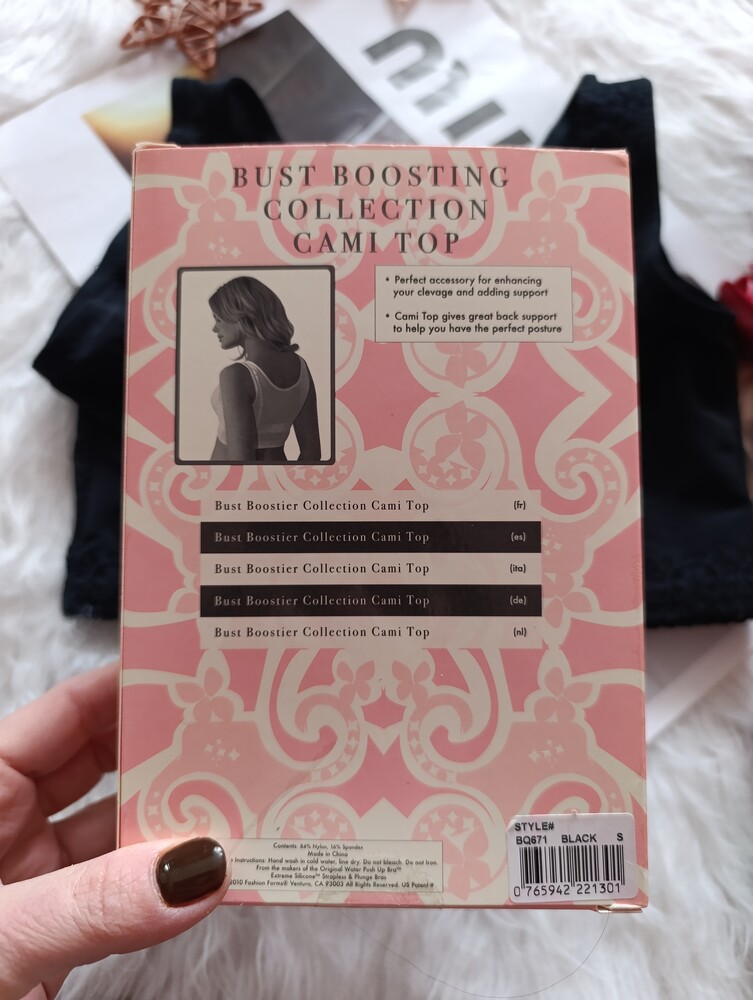 BUST BOOSTING
COLLECTION
CAMI TOP
• Perfect accessory for enhancing
your clevage and adding support
• Cami Top gives great back support
to help you have the perfect posture
Bust Boostier Collection Cami Top (fr)
Bust Boostier Collection Cami Top (es)
Bust Boostier Collection Cami Top (ita)
Bust Boostier Collection Cami Top (de)
Bust Boostier Collection Cami Top (nl)
Contents: 84% Nylon, 16% Spandex
Made in China
Instructions: Hand wash in cold water, line dry. Do not bleach. Do not Iron.
From the makers of the Original Water Push Up Bra™
Extreme Silicone™ Strapless & Plunge Bras
2010 Fashion Forms® Ventura, CA 93003 All Rights Reserved. US Patent #
STYLE#
BQ671 BLACK S
0 765942 221301